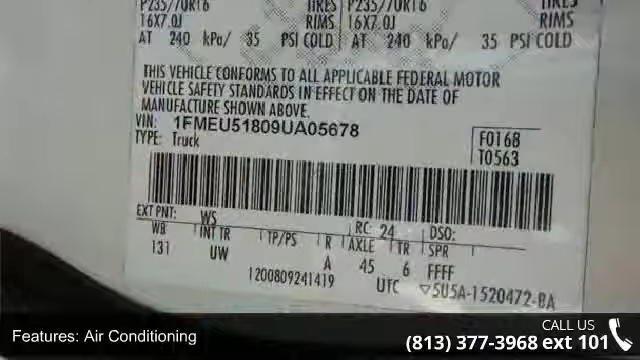 P235/70R16 TIRES P235/70R16 TIRES
16X7.0J RIMS 16X7.0J RIMS
AT 240 kPa/ 35 PSI COLD AT 240 kPa/ 35 PSI COLD
THIS VEHICLE CONFORMS TO ALL APPLICABLE FEDERAL MOTOR
VEHICLE SAFETY STANDARDS IN EFFECT ON THE DATE OF
MANUFACTURE SHOWN ABOVE.
VIN: 1FMEU51809UA05678
TYPE: Truck
F0168
T0563
EXT PNT: WS RC: 24 DSO:
WB INT TR TP/PS R AXLE TR SPR
131 UW A 45 6 FFFF
1200809241419 UTC ▽5U5A-1520472-BA
Features: Air Conditioning
CALL US
(813) 377-3968 ext 101